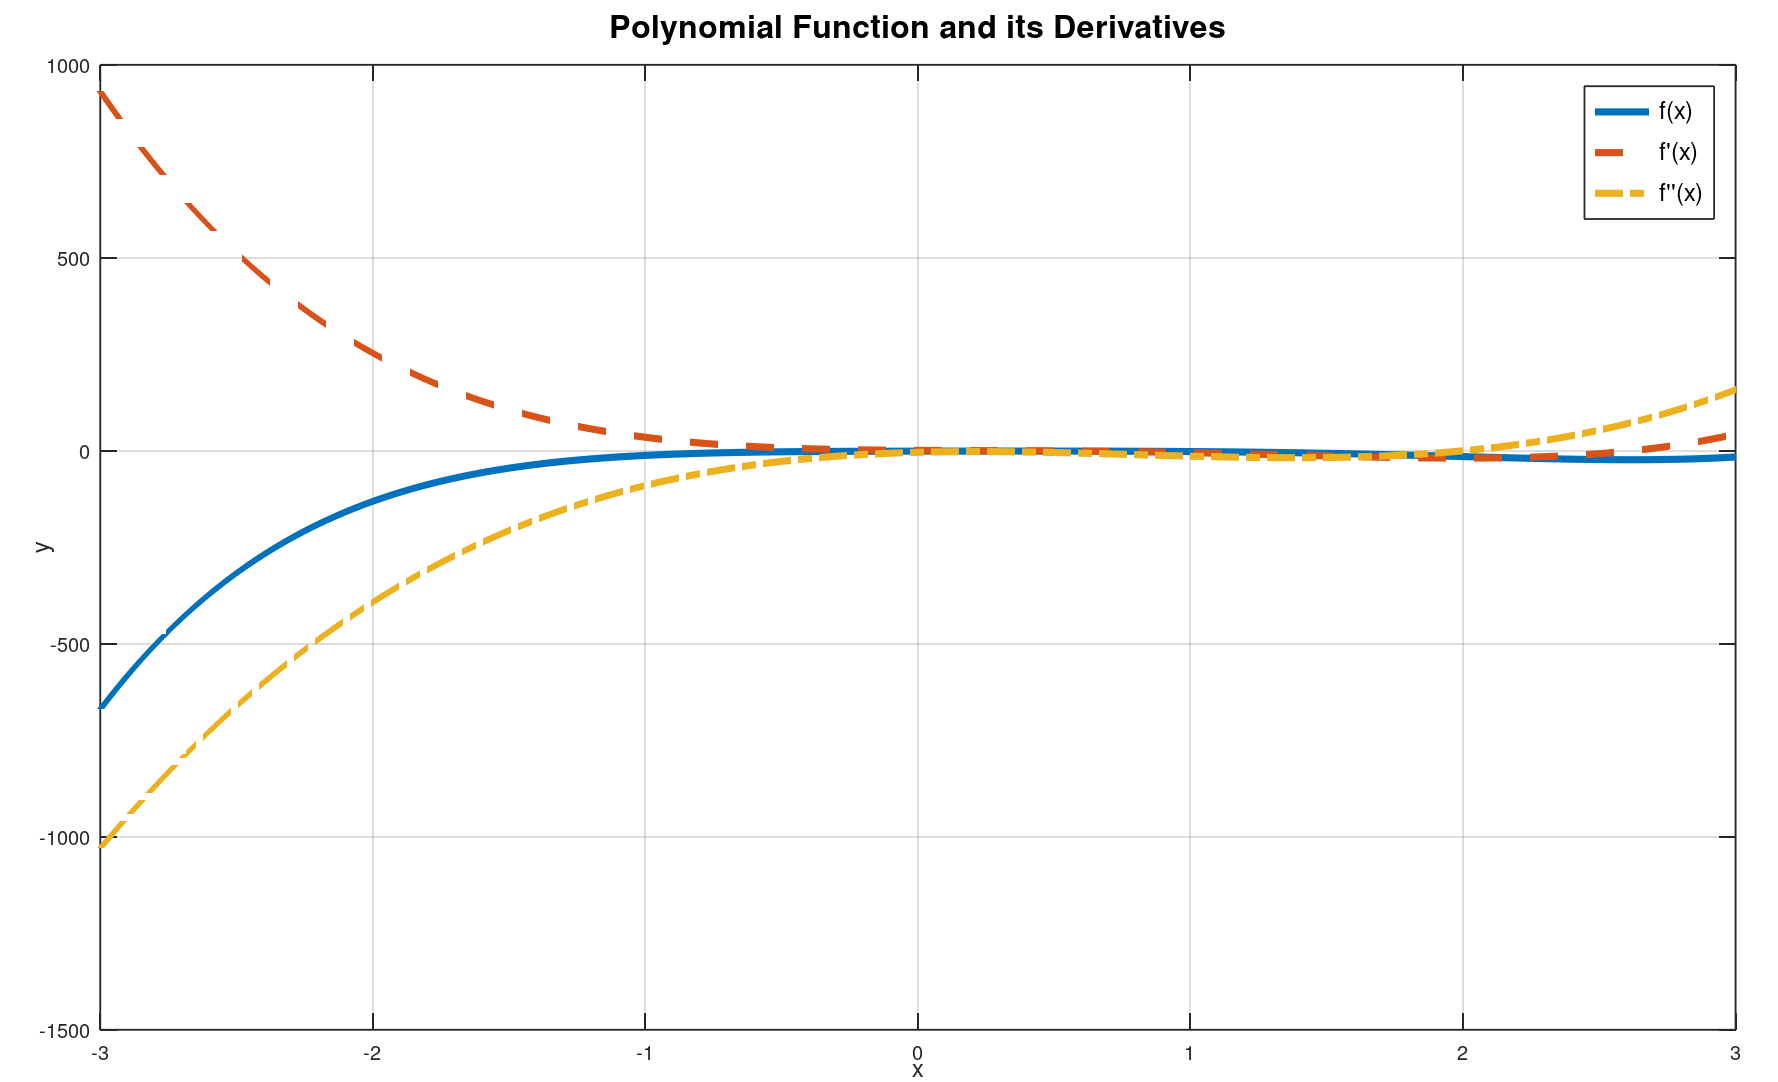 Polynomial Function and its Derivatives
1000
500
0
-500
-1000
-1500
y
f(x)
f'(x)
f''(x)
-3
-2
-1
0
1
2
3
x